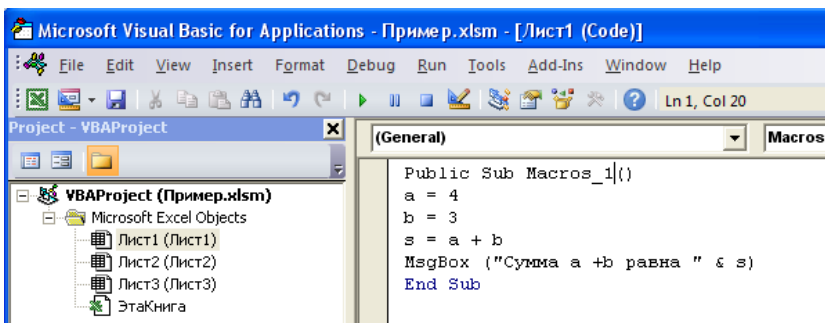 Microsoft Visual Basic for Applications - Пример.xlsm - [Лист1 (Code)]
File Edit View Insert Format Debug Run Tools Add-Ins Window Help
Ln 1, Col 20
Project - VBAProject
(General)
Macros
VBAProject (Пример.xlsm)
Microsoft Excel Objects
Лист1 (Лист1)
Лист2 (Лист2)
Лист3 (Лист3)
ЭтаКнига
Public Sub Macros_1()
a = 4
b = 3
s = a + b
MsgBox ("Сумма a +b равна " & s)
End Sub